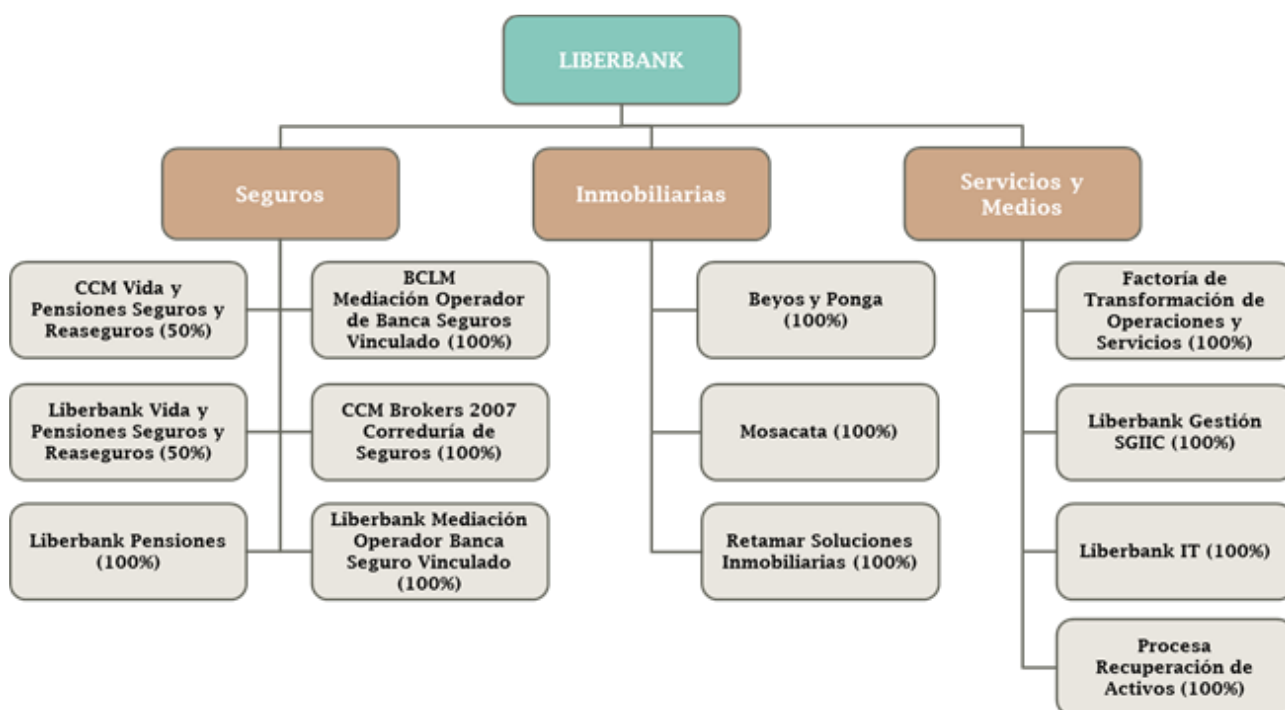 LIBERBANK
Seguros
Inmobiliarias
Servicios y
Medios
CCM Vida y
Pensiones Seguros y
Reaseguros (50%)
BCLM
Mediación Operador
de Banca Seguros
Vinculado (100%)
Liberbank Vida y
Pensiones Seguros y
Reaseguros (50%)
CCM Brokers 2007
Correduría de
Seguros (100%)
Liberbank Pensiones
(100%)
Liberbank Mediación
Operador Banca
Seguro Vinculado
(100%)
Beyos y Ponga
(100%)
Mosacata (100%)
Retamar Soluciones
Inmobiliarias (100%)
Factoría de
Transformación de
Operaciones y
Servicios (100%)
Liberbank Gestión
SGIIC (100%)
Liberbank IT (100%)
Procesa
Recuperación de
Activos (100%)